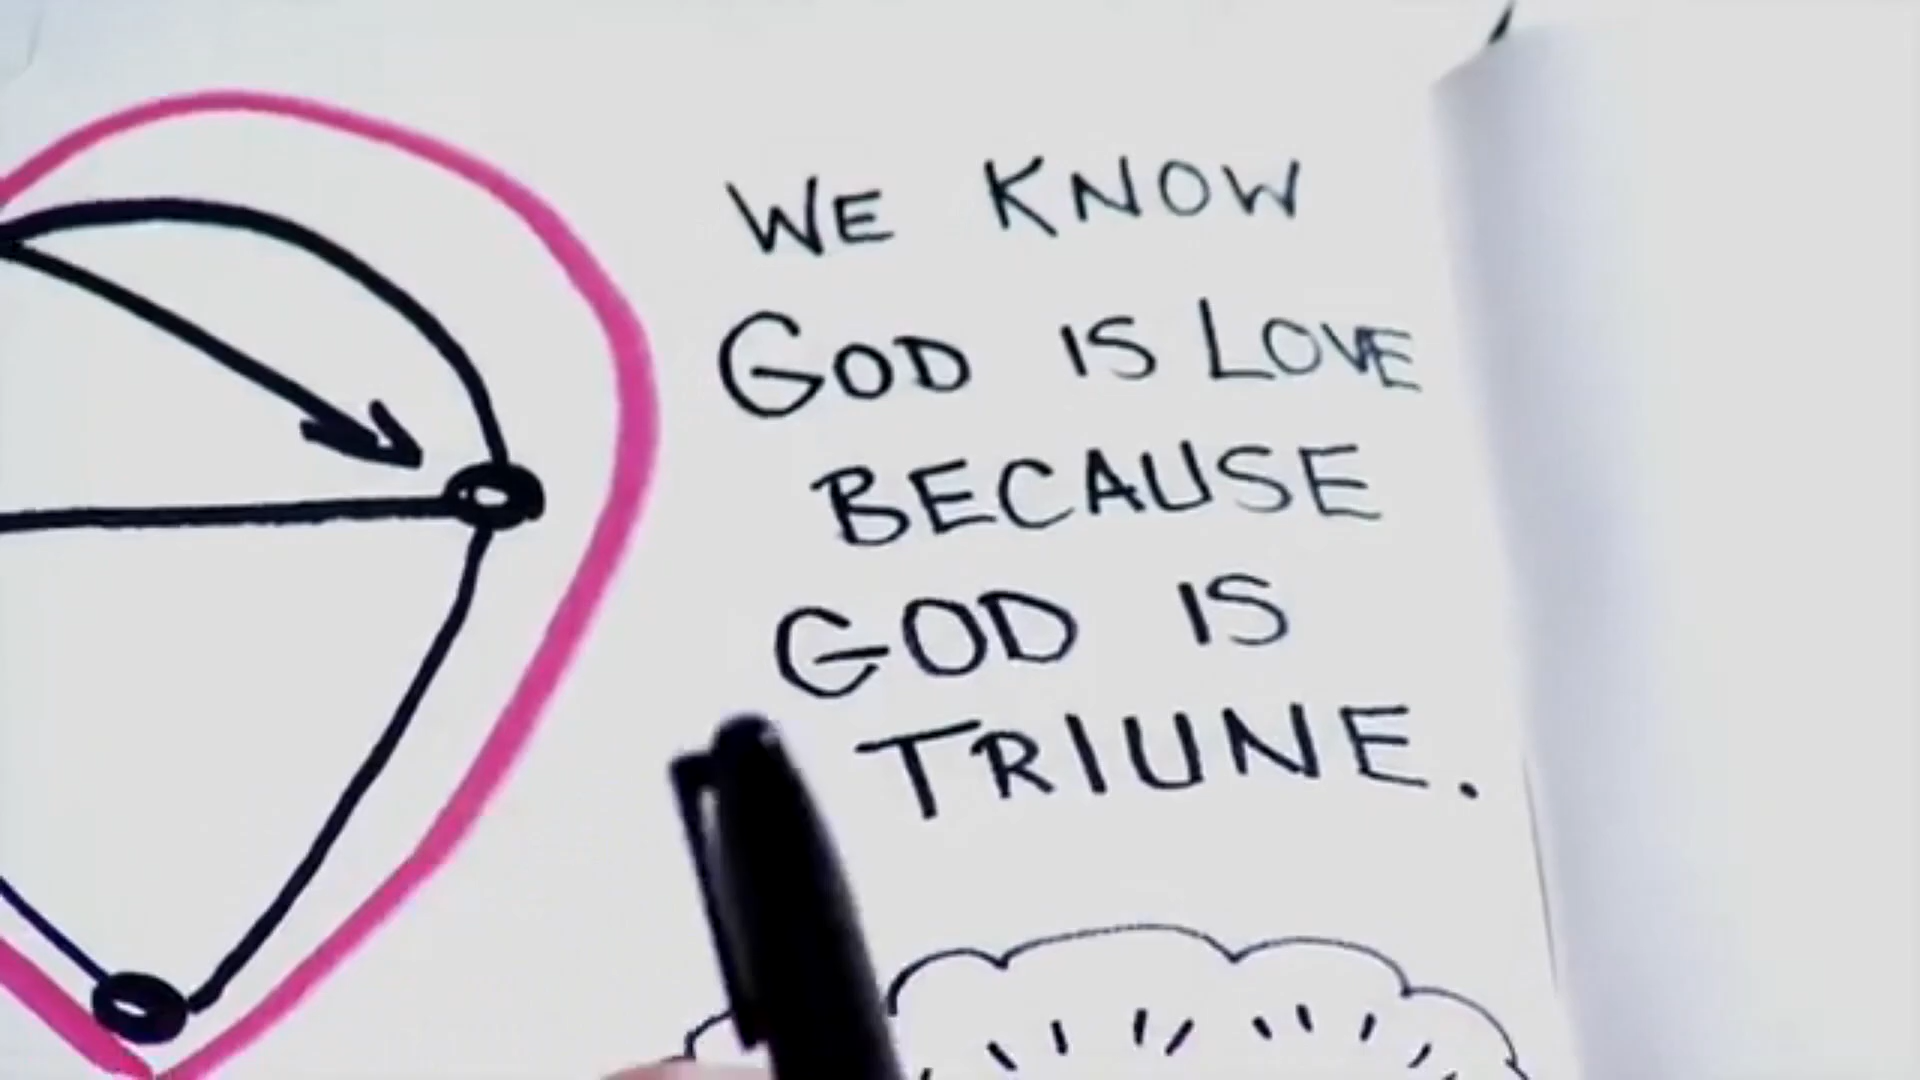 WE KNOW
GOD IS LOVE
BECAUSE
GOD IS
TRIUNE.